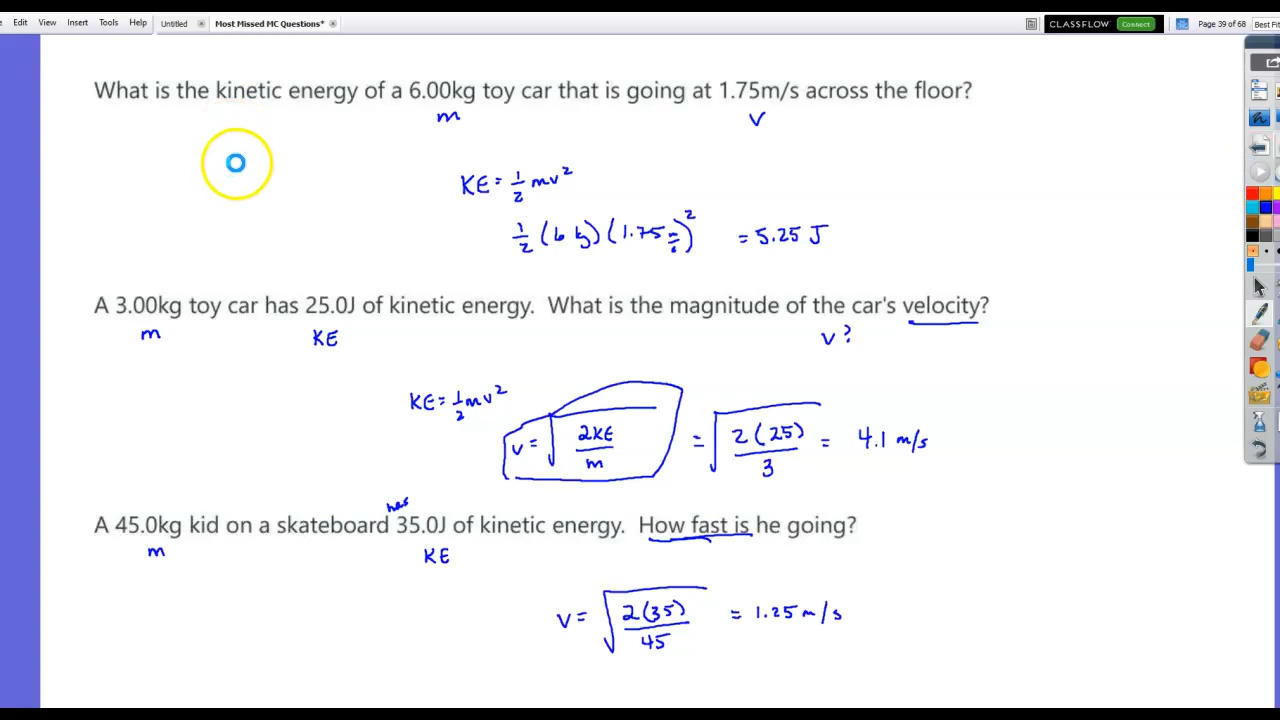 Edit View Insert Tools Help Untitled Most Missed MC Questions* CLASSFLOW Connect Page 39 of 68 Best Fit
What is the kinetic energy of a 6.00kg toy car that is going at 1.75m/s across the floor?
m v
KE = 1/2 mv²
1/2 (6 kg) (1.75 m/s)² = 5.25 J
A 3.00kg toy car has 25.0J of kinetic energy. What is the magnitude of the car's velocity?
m KE v?
KE = 1/2 mv²
v = √(2KE/m) = √(2(25)/3) = 4.1 m/s
has
A 45.0kg kid on a skateboard 35.0J of kinetic energy. How fast is he going?
m KE
v = √(2(35)/45) = 1.25 m/s